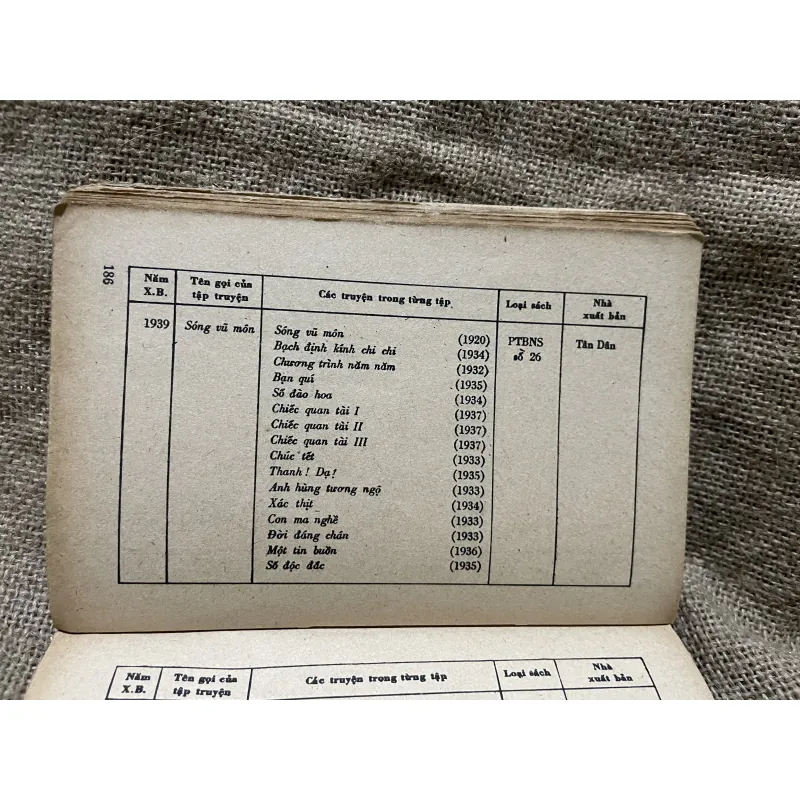 186
Năm X.B. | Tên gọi của tập truyện | Các truyện trong từng tập | Loại sách | Nhà xuất bản
1939 | Sóng vũ môn | Sóng vũ môn (1920) | PTBNS số 26 | Tân Dân
Bạch định kính chi chi (1934)
Chương trình năm năm (1932)
Bạn quí (1935)
Số đào hoa (1934)
Chiếc quan tài I (1937)
Chiếc quan tài II (1937)
Chiếc quan tài III (1937)
Chúc tết (1933)
Thanh! Dạ! (1935)
Anh hùng tương ngộ (1933)
Xác thịt (1934)
Con ma nghề (1933)
Đời đáng chán (1933)
Một tin buồn (1936)
Số độc đắc (1935)
Năm X.B. | Tên gọi của tập truyện | Các truyện trong từng tập | Loại sách | Nhà xuất bản